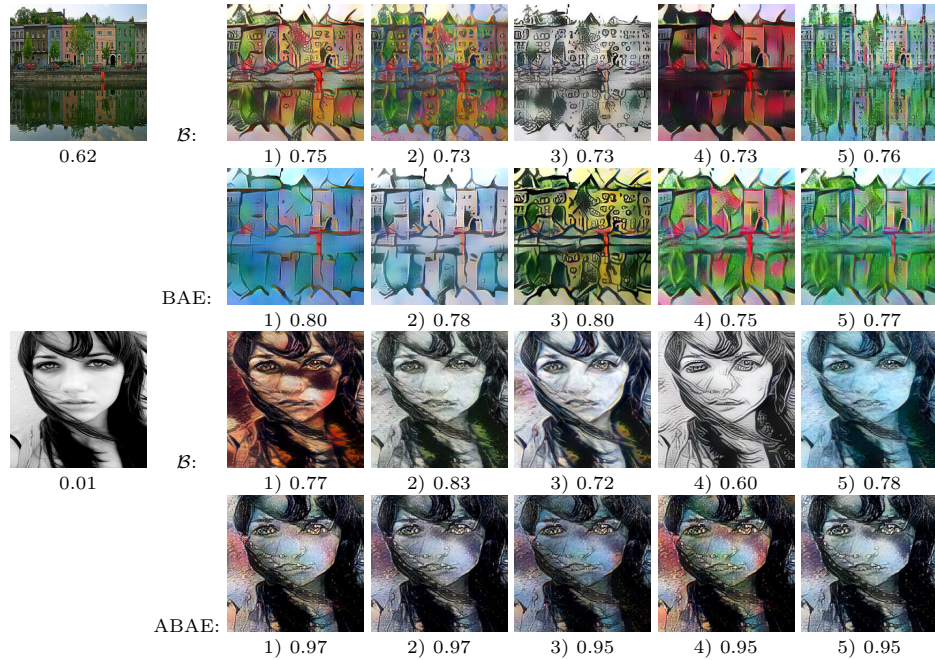 0.62
B:
1) 0.75 2) 0.73 3) 0.73 4) 0.73 5) 0.76
BAE:
1) 0.80 2) 0.78 3) 0.80 4) 0.75 5) 0.77
0.01
B:
1) 0.77 2) 0.83 3) 0.72 4) 0.60 5) 0.78
ABAE:
1) 0.97 2) 0.97 3) 0.95 4) 0.95 5) 0.95